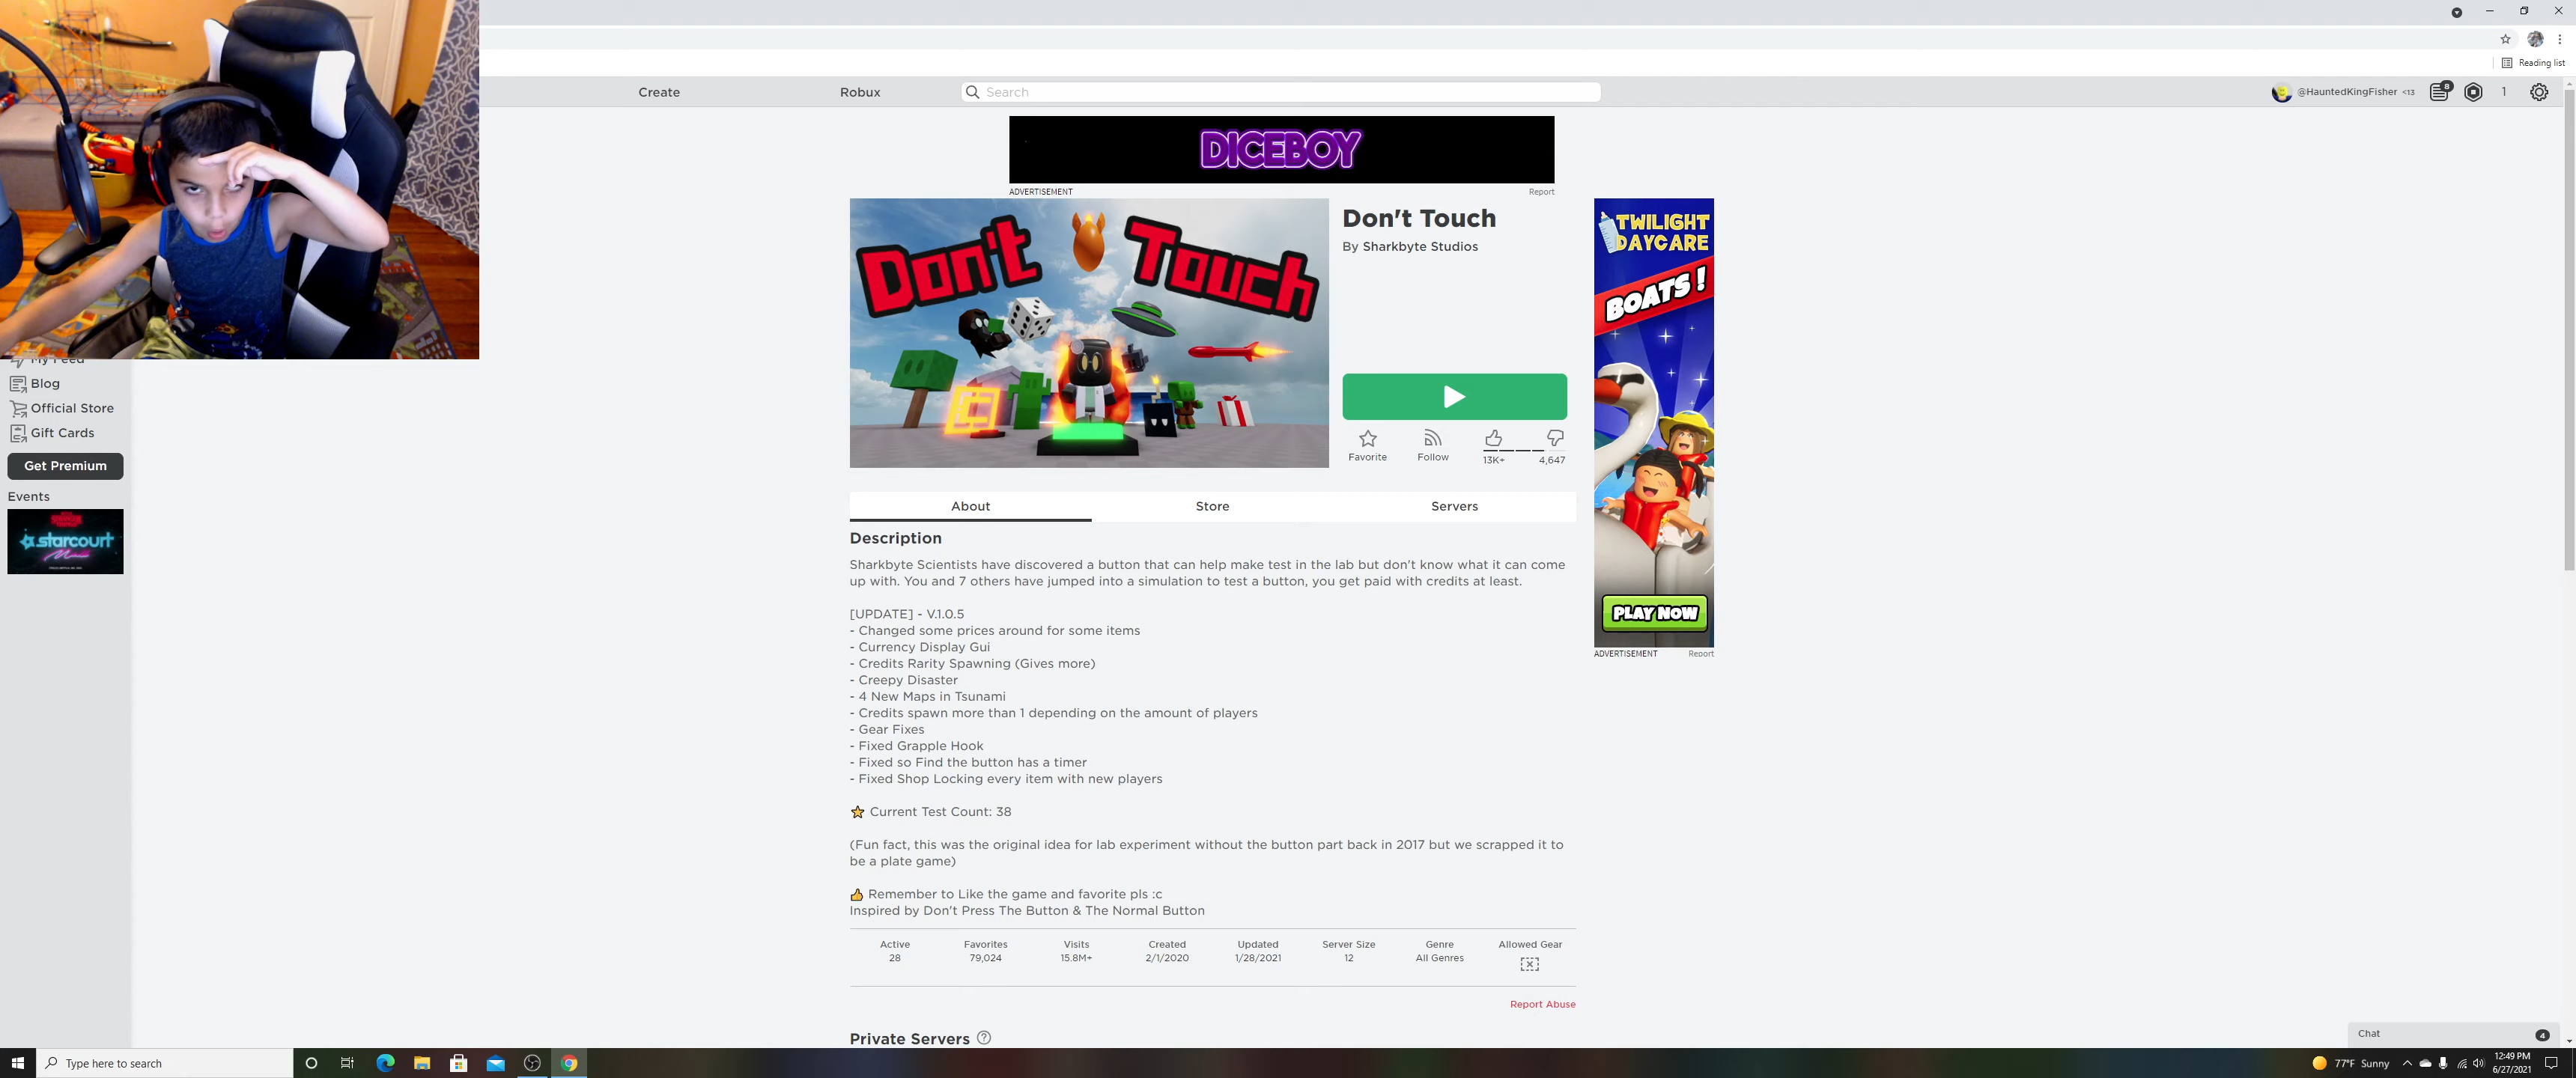 Reading list
Create
Robux
Search
@HauntedKingFisher <13
8
1
DICEBOY
ADVERTISEMENT
Report
Don't Touch
Don't Touch
By Sharkbyte Studios
TWILIGHT
DAYCARE
BOATS!
PLAY NOW
ADVERTISEMENT
Report
My Feed
Blog
Official Store
Gift Cards
Get Premium
Events
starcourt
Favorite
Follow
13K+
4,647
About
Store
Servers
Description
Sharkbyte Scientists have discovered a button that can help make test in the lab but don't know what it can come
up with. You and 7 others have jumped into a simulation to test a button, you get paid with credits at least.
[UPDATE] - V.1.0.5
- Changed some prices around for some items
- Currency Display Gui
- Credits Rarity Spawning (Gives more)
- Creepy Disaster
- 4 New Maps in Tsunami
- Credits spawn more than 1 depending on the amount of players
- Gear Fixes
- Fixed Grapple Hook
- Fixed so Find the button has a timer
- Fixed Shop Locking every item with new players
⭐ Current Test Count: 38
(Fun fact, this was the original idea for lab experiment without the button part back in 2017 but we scrapped it to
be a plate game)
👍 Remember to Like the game and favorite pls :c
Inspired by Don't Press The Button & The Normal Button
Active
Favorites
Visits
Created
Updated
Server Size
Genre
Allowed Gear
28
79,024
15.8M+
2/1/2020
1/28/2021
12
All Genres
Report Abuse
Private Servers
Chat
4
Type here to search
77°F Sunny
12:49 PM
6/27/2021